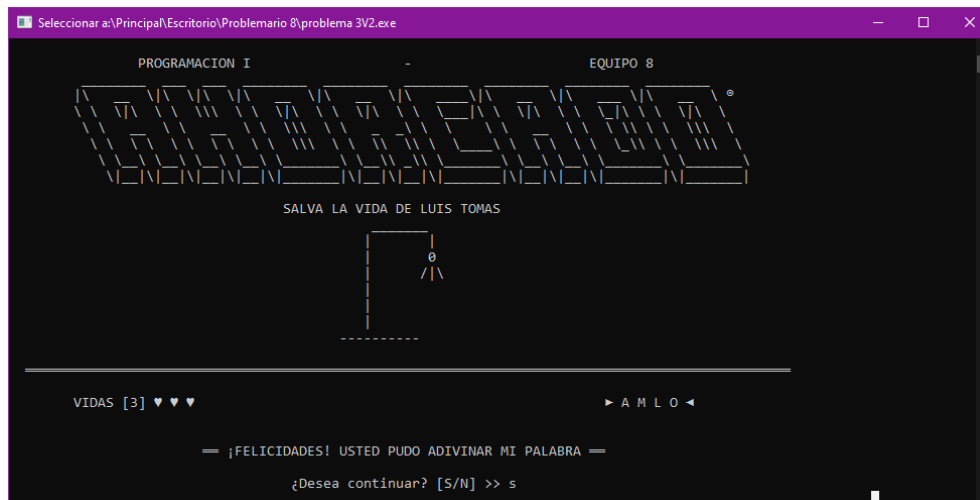 Seleccionar a:\Principal\Escritorio\Problemario 8\problema 3V2.exe
PROGRAMACION I - EQUIPO 8
AHORCADO
SALVA LA VIDA DE LUIS TOMAS
VIDAS [3] ♥ ♥ ♥ ► A M L O ◄
══ ¡FELICIDADES! USTED PUDO ADIVINAR MI PALABRA ══
¿Desea continuar? [S/N] >> s